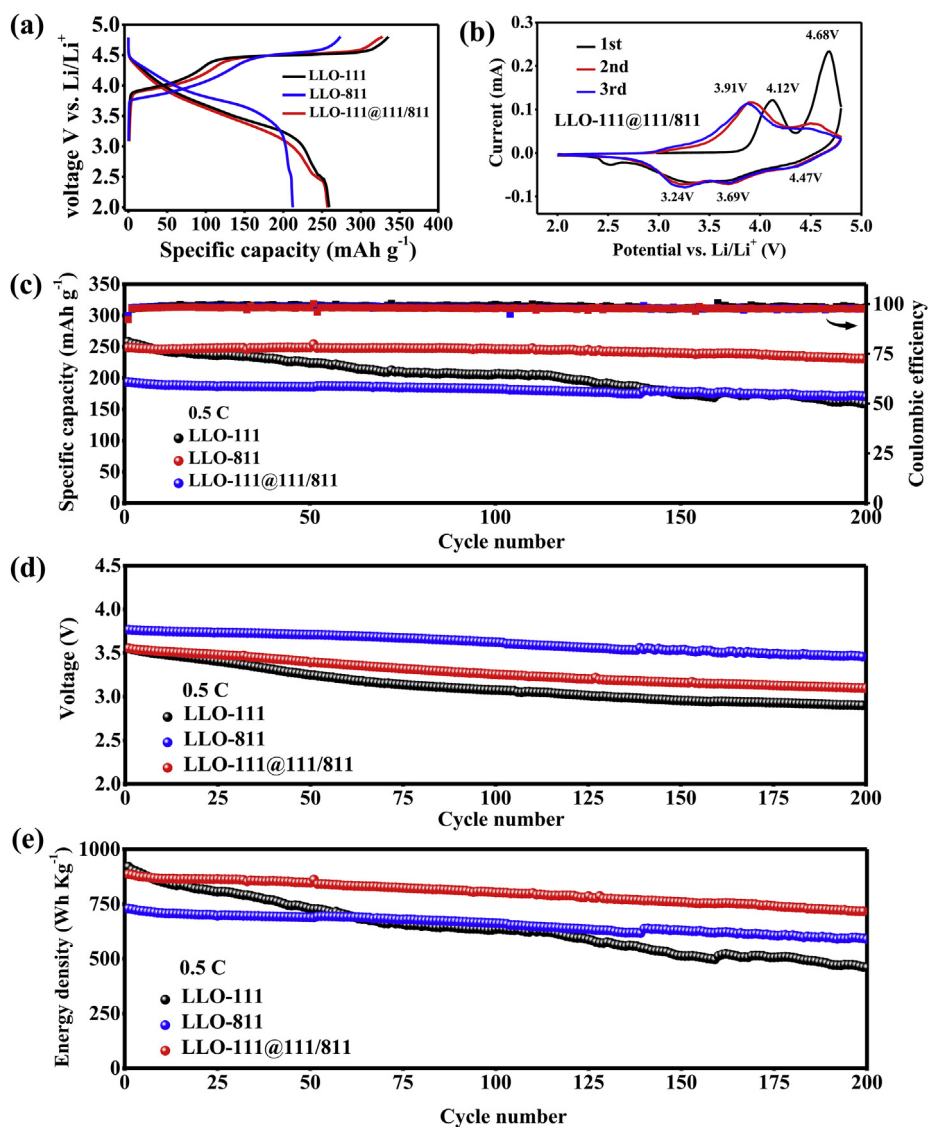 (a)
5.0
4.5
4.0
3.5
3.0
2.5
2.0
voltage V vs. Li/Li⁺
LLO-111
LLO-811
LLO-111@111/811
0 50 100 150 200 250 300 350 400
Specific capacity (mAh g⁻¹)
(b)
0.3
0.2
0.1
0.0
-0.1
Current (mA)
1st
2nd
3rd
LLO-111@111/811
3.91V
4.12V
4.68V
3.24V
3.69V
4.47V
2.0 2.5 3.0 3.5 4.0 4.5 5.0
Potential vs. Li/Li⁺ (V)
(c)
350
300
250
200
150
100
50
0
Specific capacity (mAh g⁻¹)
100
75
50
25
0
Coulombic efficiency
0.5 C
LLO-111
LLO-811
LLO-111@111/811
0 50 100 150 200
Cycle number
(d)
4.5
4.0
3.5
3.0
2.5
2.0
Voltage (V)
0.5 C
LLO-111
LLO-811
LLO-111@111/811
0 25 50 75 100 125 150 175 200
Cycle number
(e)
1000
750
500
250
0
Energy density (Wh Kg⁻¹)
0.5 C
LLO-111
LLO-811
LLO-111@111/811
0 25 50 75 100 125 150 175 200
Cycle number